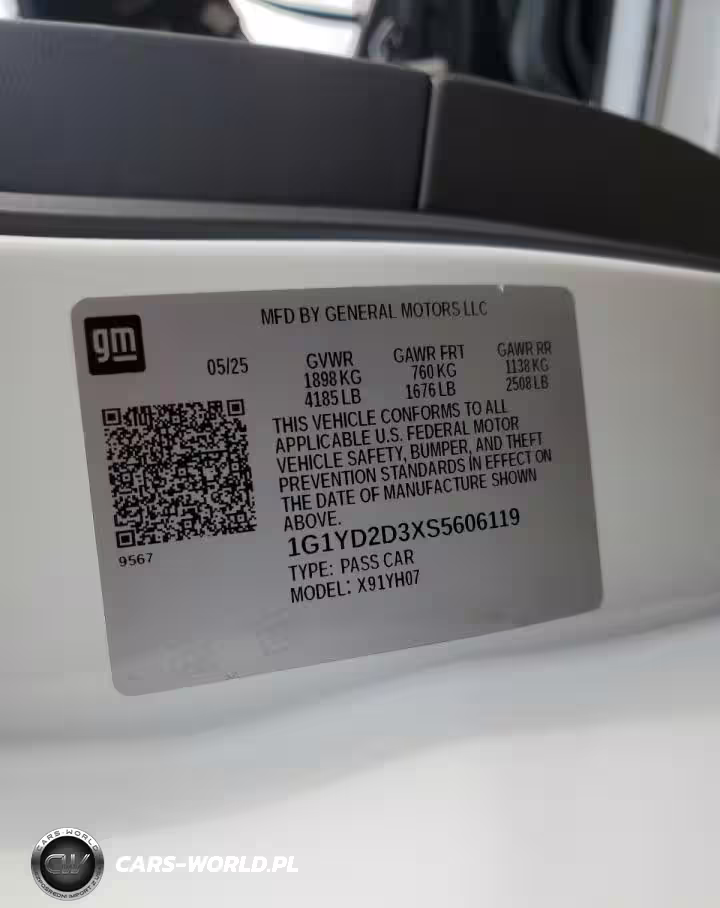 MFD BY GENERAL MOTORS LLC
gm
05/25
GVWR
1898 KG
4185 LB
GAWR FRT
760 KG
1676 LB
GAWR RR
1138 KG
2508 LB
THIS VEHICLE CONFORMS TO ALL
APPLICABLE U.S. FEDERAL MOTOR
VEHICLE SAFETY, BUMPER, AND THEFT
PREVENTION STANDARDS IN EFFECT ON
THE DATE OF MANUFACTURE SHOWN
ABOVE.
9567
1G1YD2D3XS5606119
TYPE: PASS CAR
MODEL: X91YH07
CARS-WORLD
CW
CARS-WORLD.PL